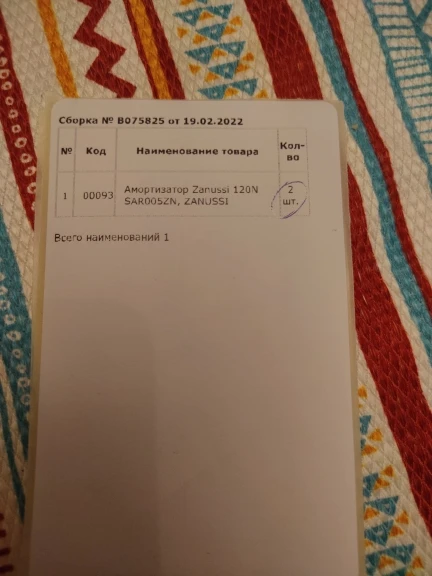 Сборка № B075825 от 19.02.2022
№ Код Наименование товара Кол-во
1 00093 Амортизатор Zanussi 120N 2
SAR005ZN, ZANUSSI шт.
Всего наименований 1